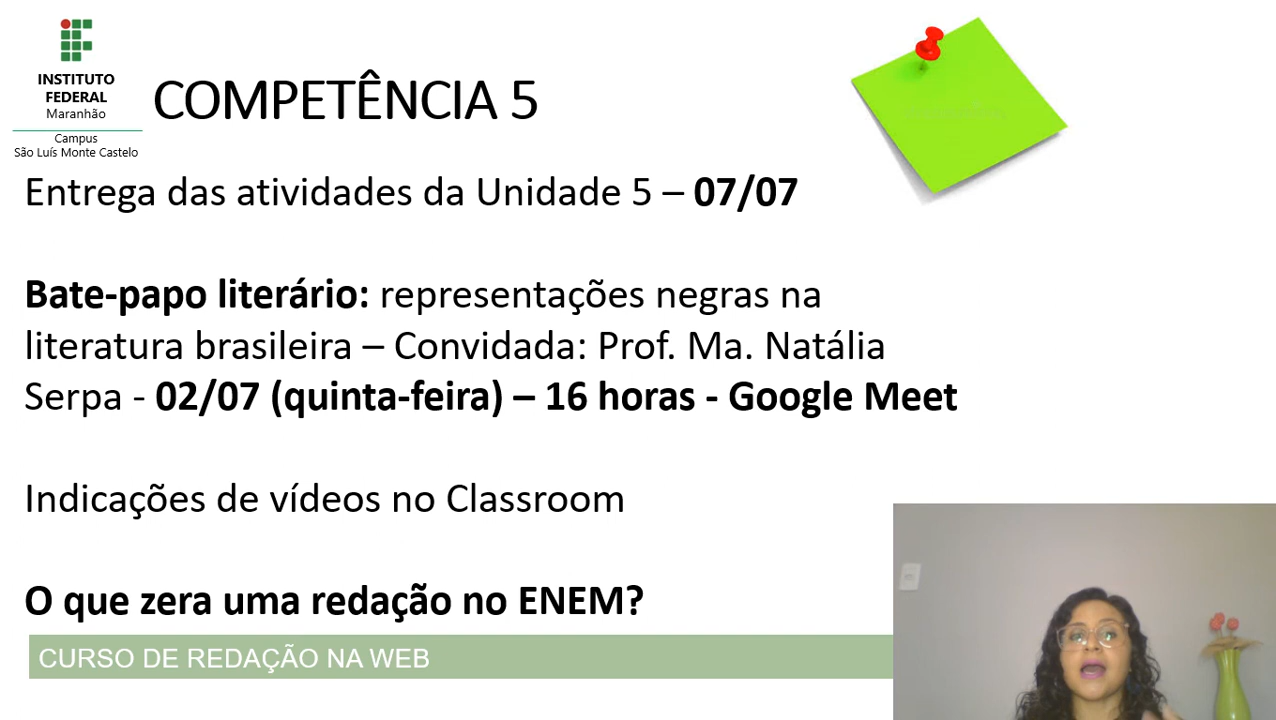 INSTITUTO
FEDERAL
Maranhão
Campus
São Luís Monte Castelo
COMPETÊNCIA 5
Entrega das atividades da Unidade 5 – 07/07
Bate-papo literário: representações negras na
literatura brasileira – Convidada: Prof. Ma. Natália
Serpa - 02/07 (quinta-feira) – 16 horas - Google Meet
Indicações de vídeos no Classroom
O que zera uma redação no ENEM?
CURSO DE REDAÇÃO NA WEB